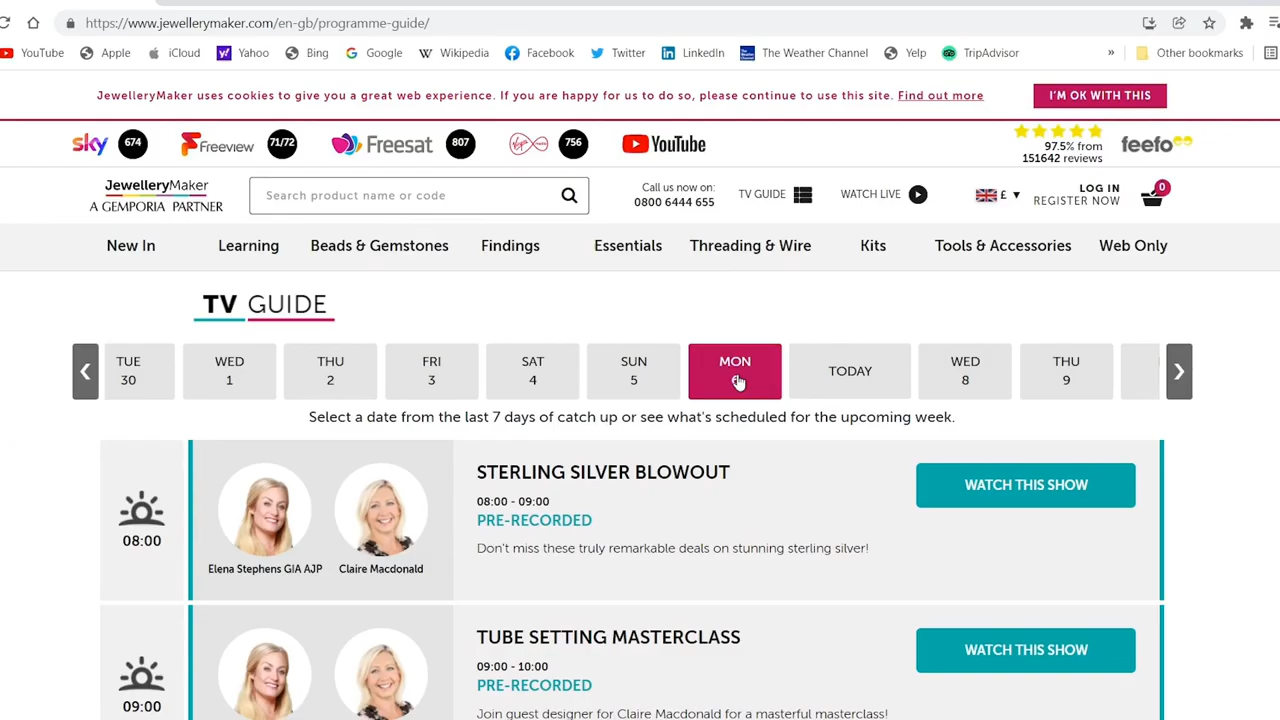 https://www.jewellerymaker.com/en-gb/programme-guide/
YouTube Apple iCloud Yahoo Bing Google Wikipedia Facebook Twitter LinkedIn The Weather Channel Yelp TripAdvisor » Other bookmarks
JewelleryMaker uses cookies to give you a great web experience. If you are happy for us to do so, please continue to use this site. Find out more I'M OK WITH THIS
sky 674 Freeview 71/72 Freesat 807 756 YouTube 97.5% from 151642 reviews feefo
JewelleryMaker
A GEMPORIA PARTNER
Search product name or code
Call us now on:
0800 6444 655
TV GUIDE
WATCH LIVE
£ ▼
LOG IN
REGISTER NOW
0
New In Learning Beads & Gemstones Findings Essentials Threading & Wire Kits Tools & Accessories Web Only
TV GUIDE
TUE 30
WED 1
THU 2
FRI 3
SAT 4
SUN 5
MON
TODAY
WED 8
THU 9
Select a date from the last 7 days of catch up or see what's scheduled for the upcoming week.
08:00
Elena Stephens GIA AJP
Claire Macdonald
STERLING SILVER BLOWOUT
08:00 - 09:00
PRE-RECORDED
Don't miss these truly remarkable deals on stunning sterling silver!
WATCH THIS SHOW
09:00
TUBE SETTING MASTERCLASS
09:00 - 10:00
PRE-RECORDED
Join guest designer for Claire Macdonald for a masterful masterclass!
WATCH THIS SHOW